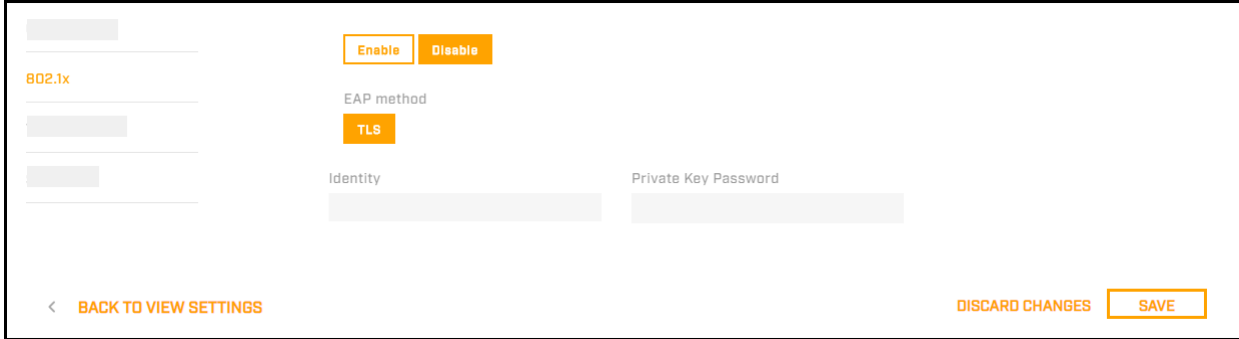 Enable Disable
802.1x
EAP method
TLS
Identity Private Key Password
< BACK TO VIEW SETTINGS DISCARD CHANGES SAVE